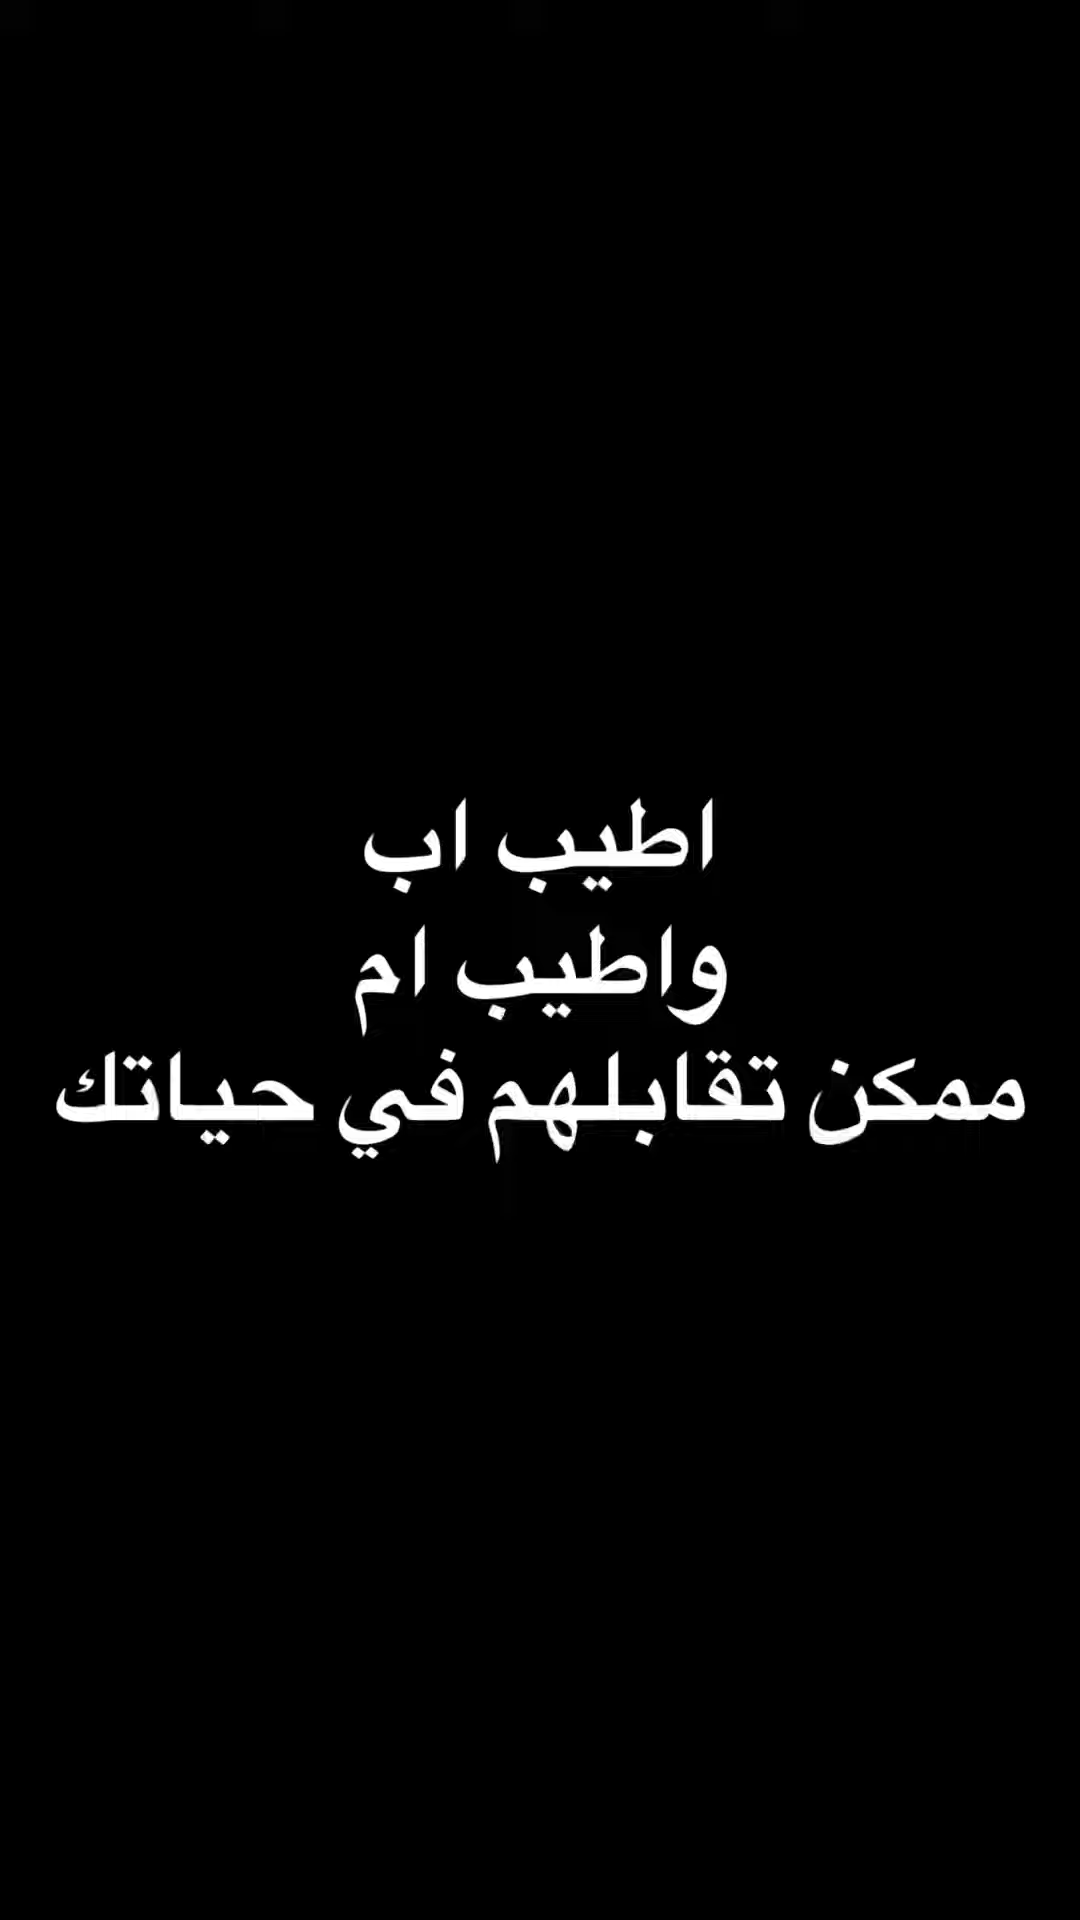 اطيب اب
واطيب ام
ممكن تقابلهم في حياتك